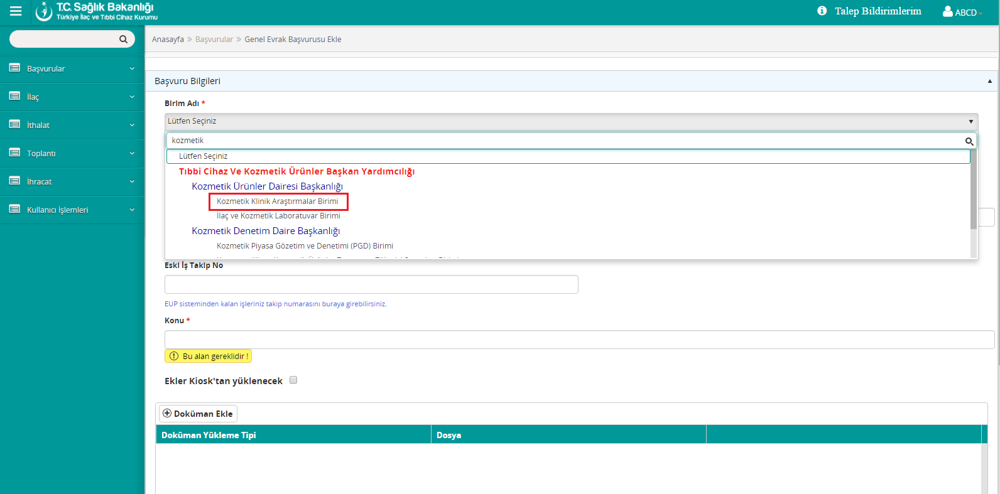 T.C. Sağlık Bakanlığı
Türkiye İlaç ve Tıbbi Cihaz Kurumu
Talep Bildirimlerim
ABCD
Anasayfa » Başvurular » Genel Evrak Başvurusu Ekle
Başvurular
İlaç
İthalat
Toplantı
İhracat
Kullanıcı İşlemleri
Başvuru Bilgileri
Birim Adı *
Lütfen Seçiniz
kozmetik
Lütfen Seçiniz
Tıbbi Cihaz Ve Kozmetik Ürünler Başkan Yardımcılığı
Kozmetik Ürünler Dairesi Başkanlığı
Kozmetik Klinik Araştırmalar Birimi
İlaç ve Kozmetik Laboratuvar Birimi
Kozmetik Denetim Daire Başkanlığı
Kozmetik Piyasa Gözetim ve Denetimi (PGD) Birimi
Eski İş Takip No
EUP sisteminden kalan işleriniz takip numarasını buraya girebilirsiniz.
Konu *
Bu alan gereklidir !
Ekler Kiosk'tan yüklenecek
Doküman Ekle
Doküman Yükleme Tipi
Dosya